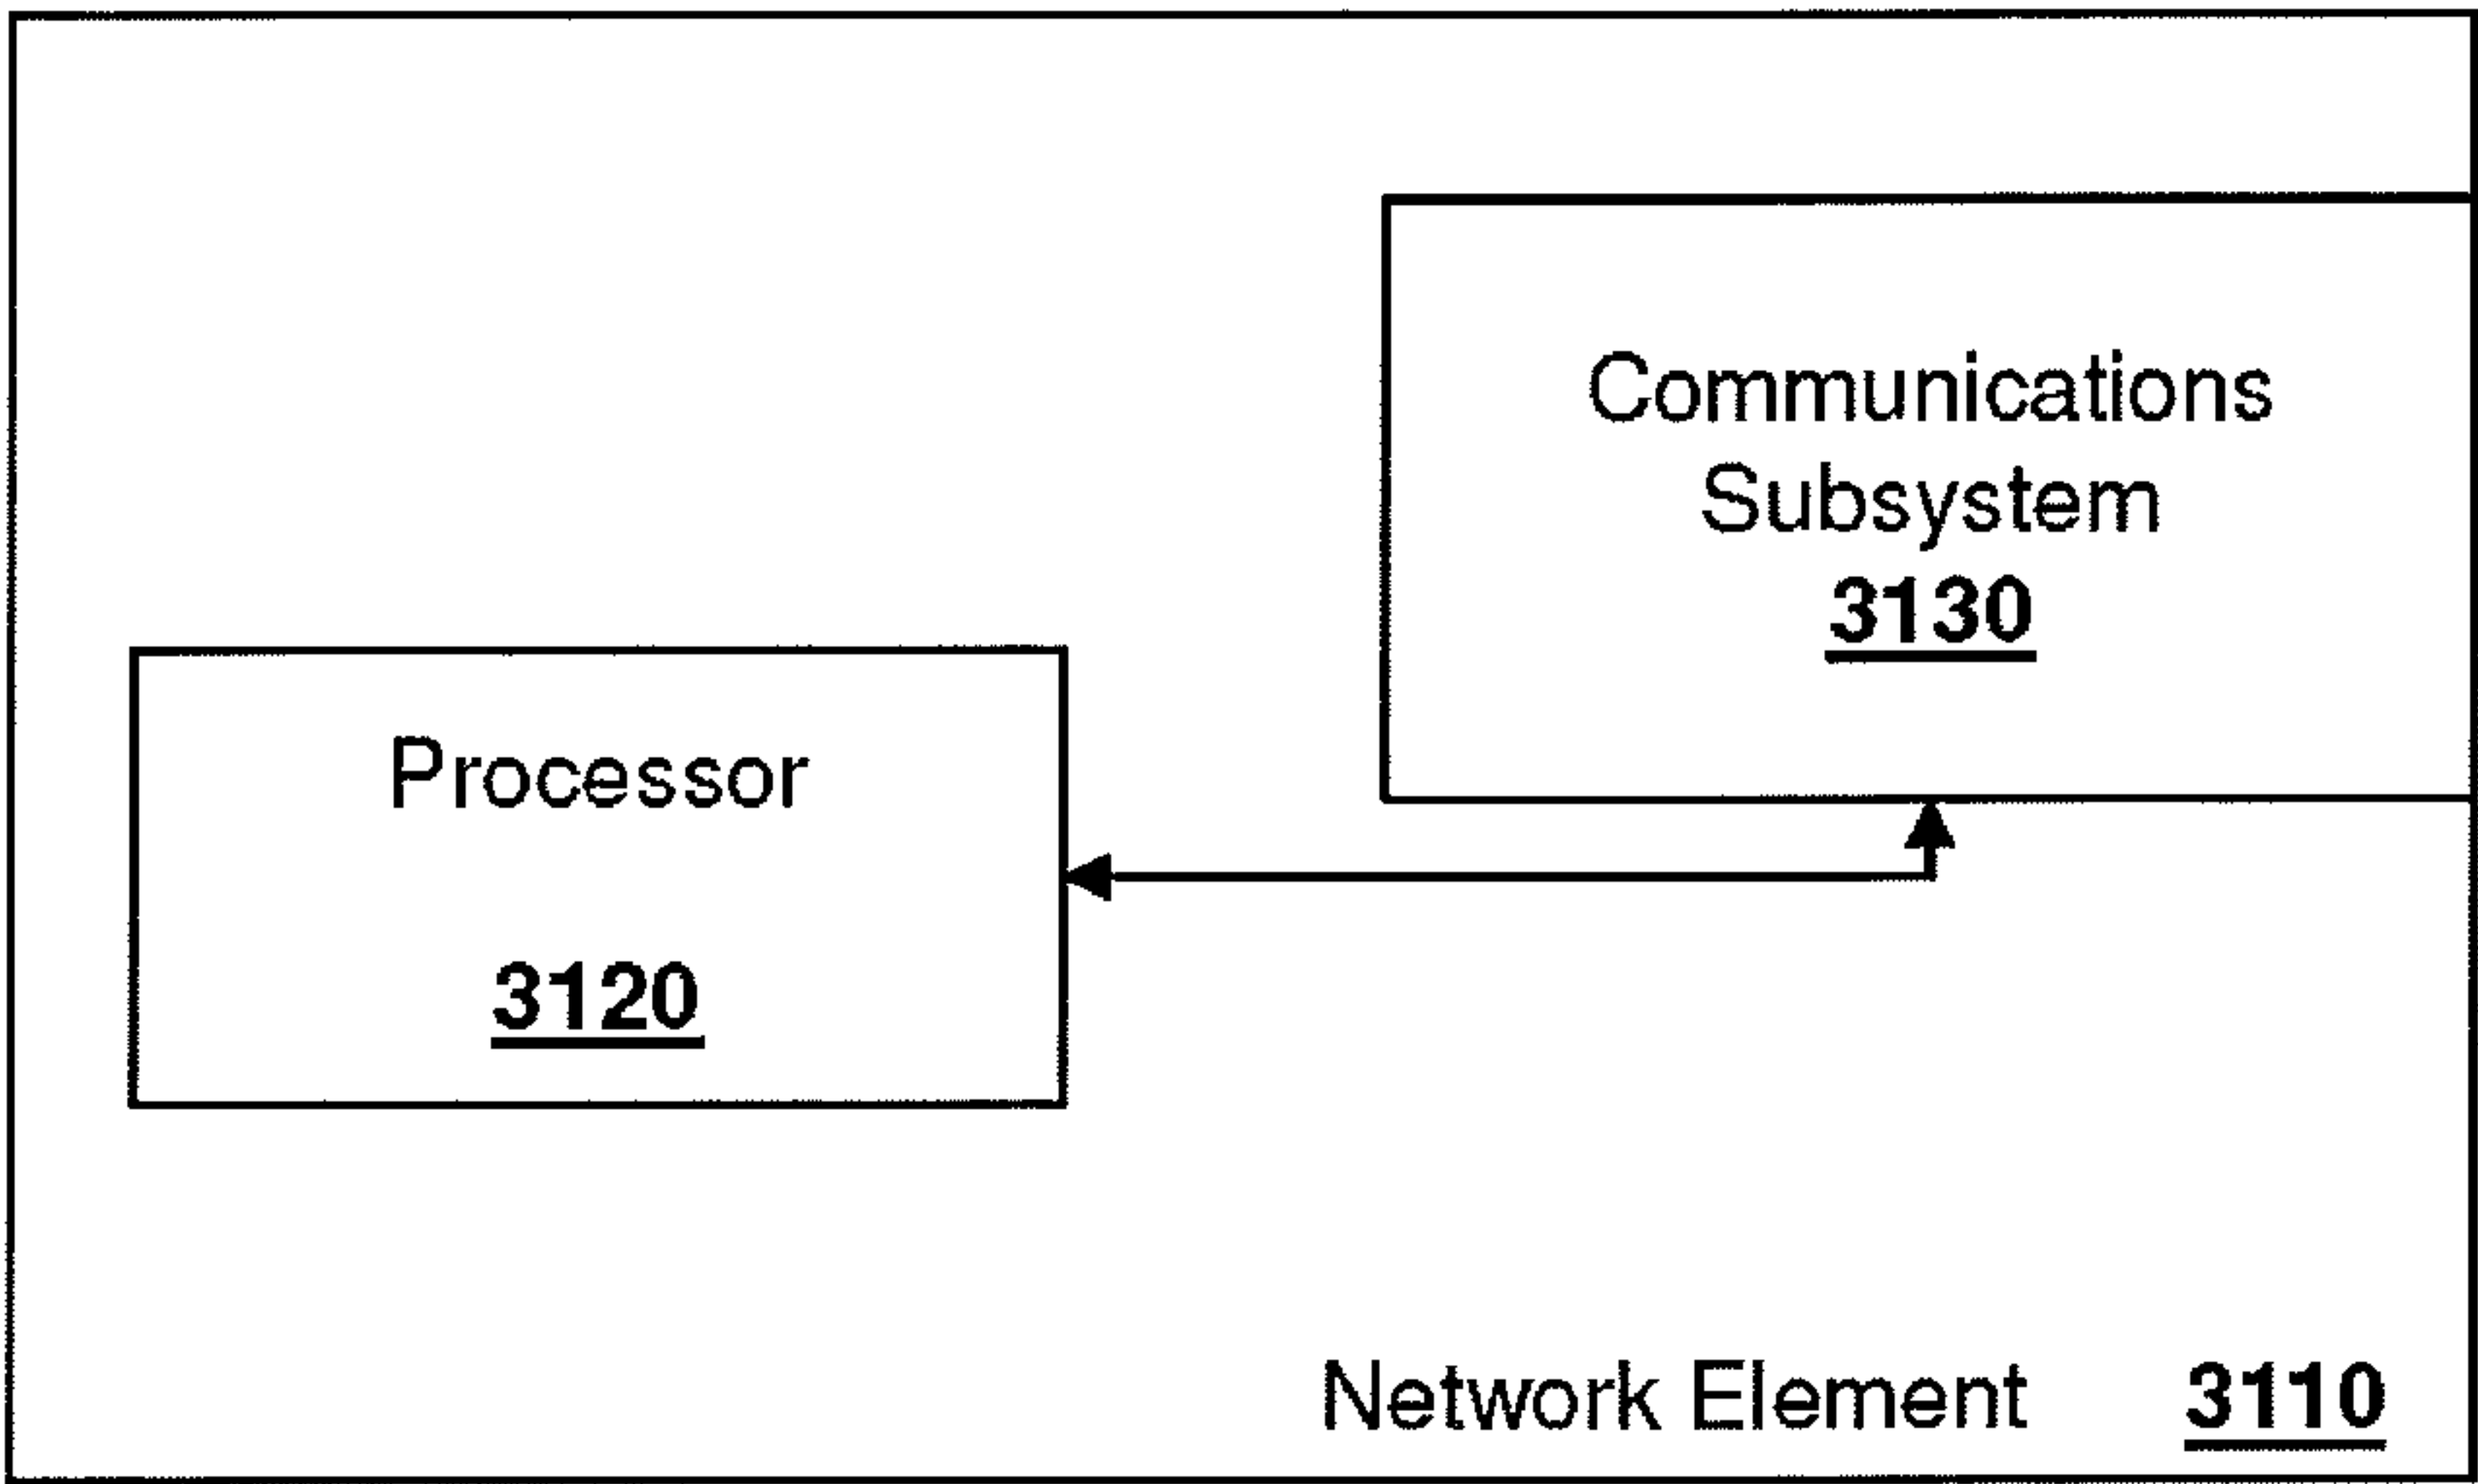 Communications
Subsystem
3130
Processor
3120
Network Element 3110